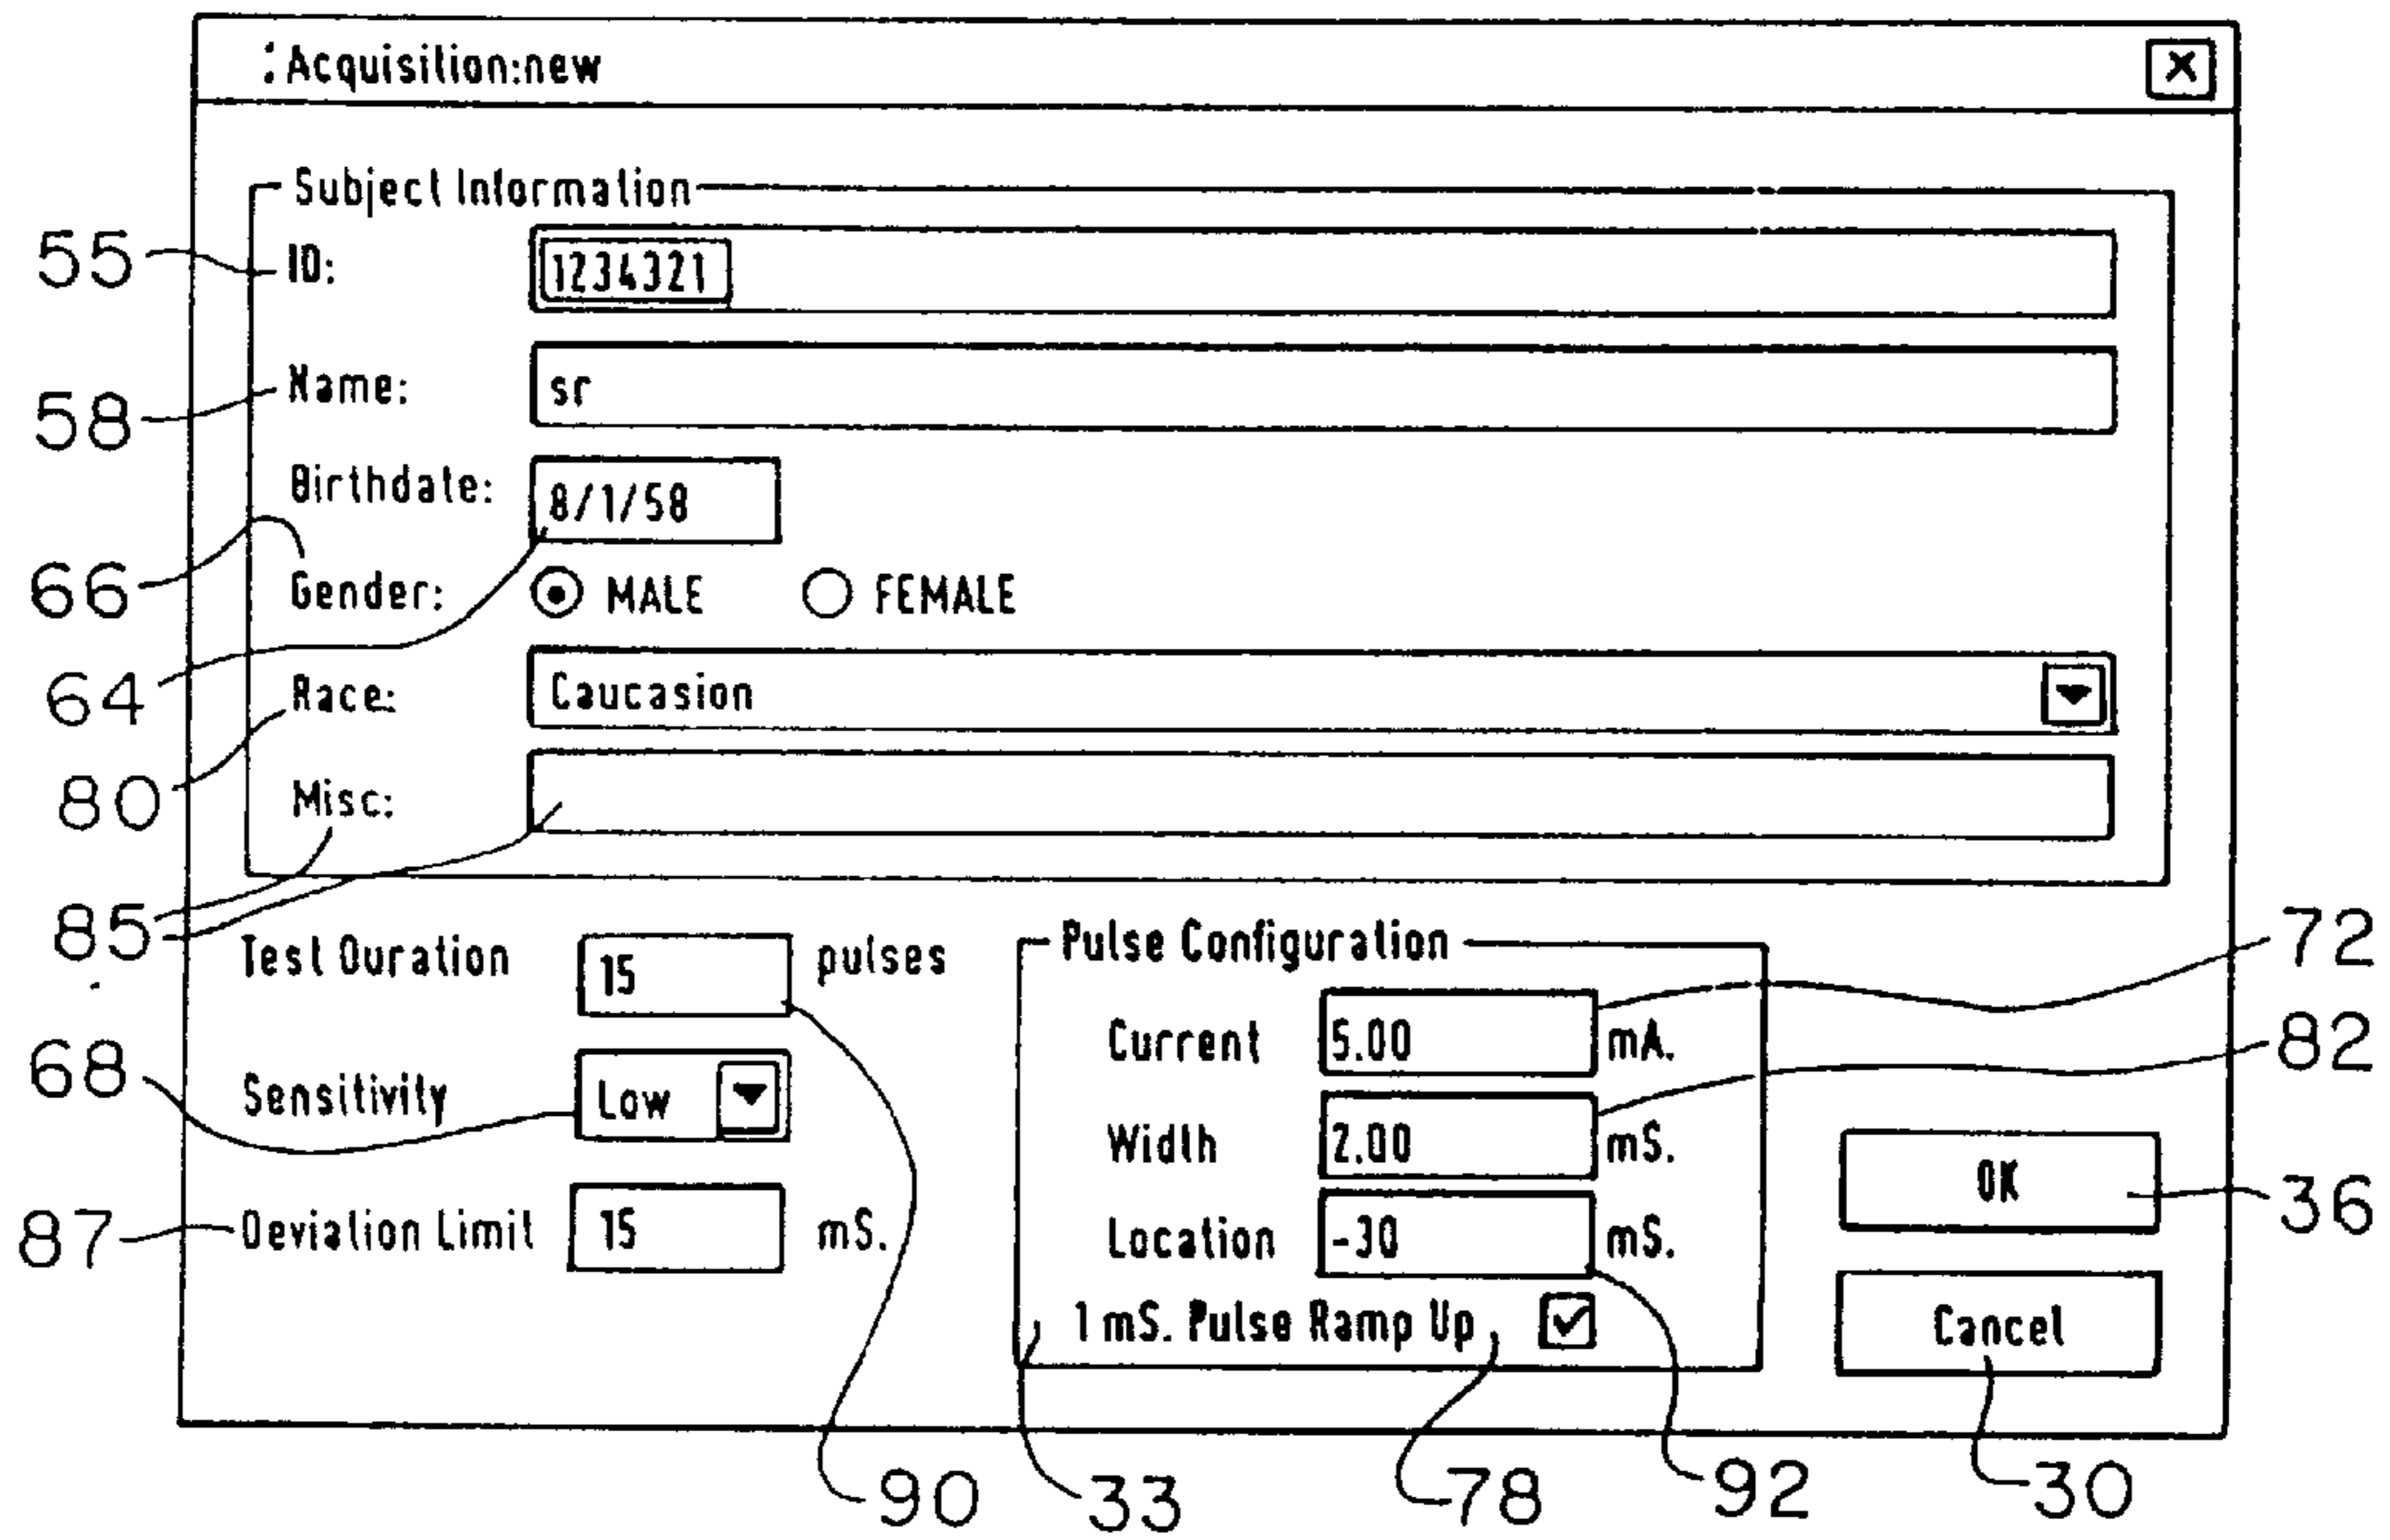 Acquisition:new
Subject Information
55 ID: 1234321
58 Name: sr
Birthdate: 8/1/58
66 Gender: MALE FEMALE
64
Race: Caucasion
80
Misc:
85
Test Duration 15 pulses
68 Sensitivity Low
87 Deviation Limit 15 mS.
Pulse Configuration
72
Current 5.00 mA.
82
Width 2.00 mS.
Location -30 mS.
1 mS. Pulse Ramp Up
OK 36
Cancel
90 33 78 92 30